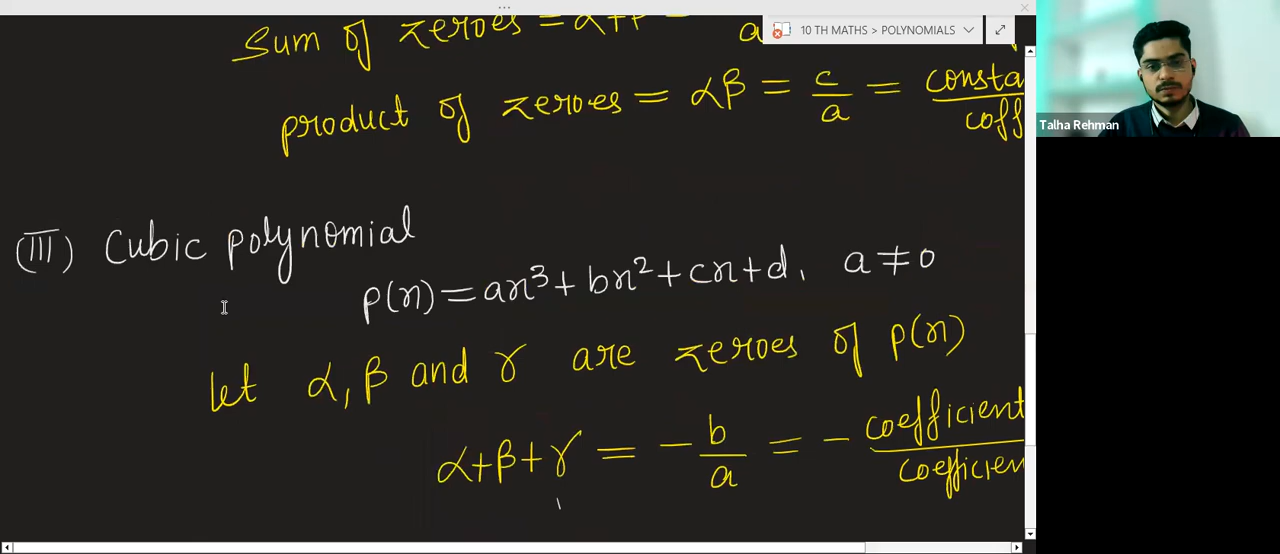 Sum of zeroes = α+β =
10 TH MATHS > POLYNOMIALS
product of zeroes = αβ = c/a = consta/coff
Talha Rehman
(III) Cubic polynomial
p(x) = ax³ + bx² + cx + d, a ≠ 0
let α, β and γ are zeroes of p(x)
α+β+γ = - b/a = - coefficient/coefficien